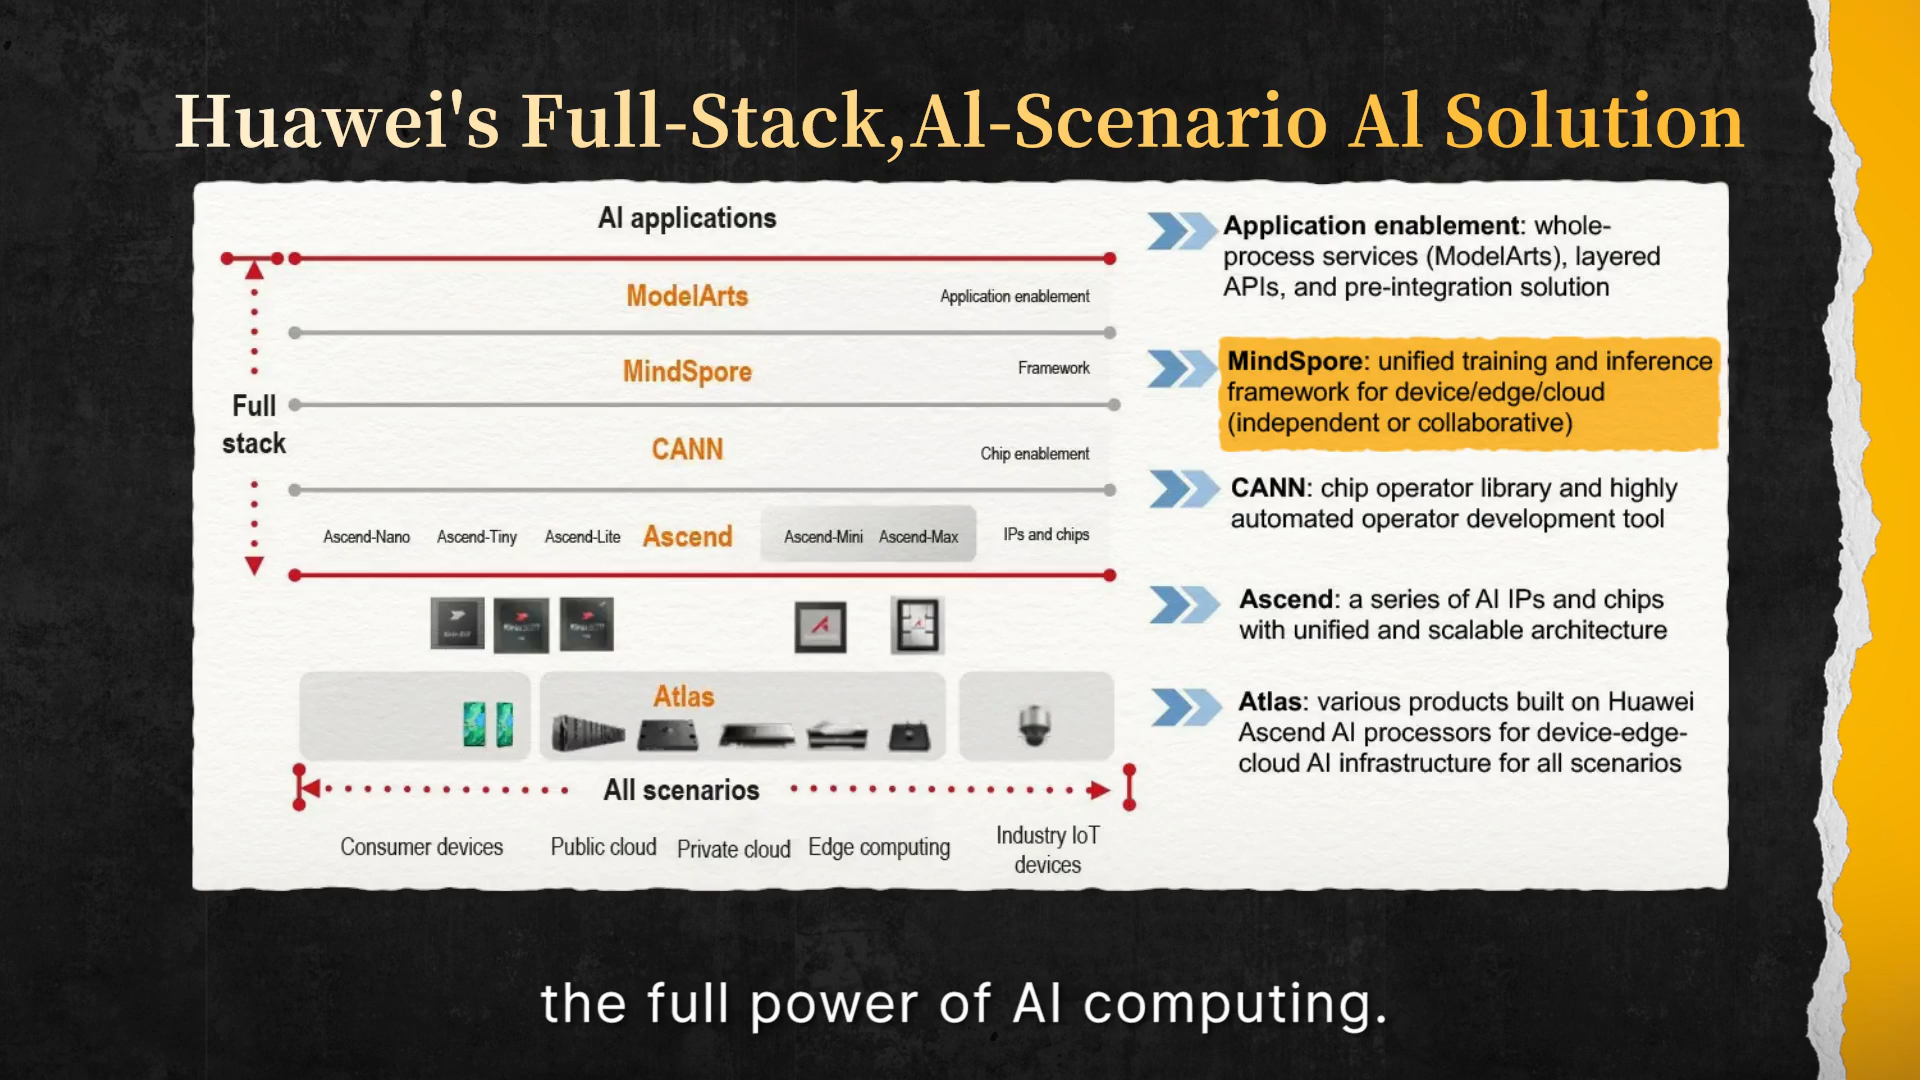 Huawei's Full-Stack,Al-Scenario Al Solution
AI applications
ModelArts
Application enablement
MindSpore
Framework
Full
stack
CANN
Chip enablement
Ascend-Nano
Ascend-Tiny
Ascend-Lite
Ascend
Ascend-Mini
Ascend-Max
IPs and chips
Atlas
All scenarios
Consumer devices
Public cloud
Private cloud
Edge computing
Industry IoT
devices
Application enablement: whole-
process services (ModelArts), layered
APIs, and pre-integration solution
MindSpore: unified training and inference
framework for device/edge/cloud
(independent or collaborative)
CANN: chip operator library and highly
automated operator development tool
Ascend: a series of AI IPs and chips
with unified and scalable architecture
Atlas: various products built on Huawei
Ascend AI processors for device-edge-
cloud AI infrastructure for all scenarios
the full power of AI computing.